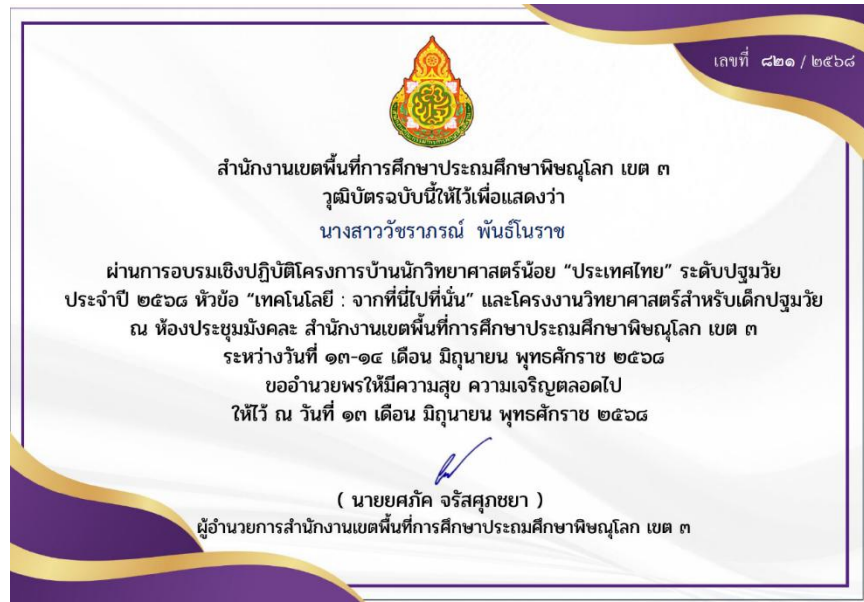 เลขที่ ๘๒๑ / ๒๕๖๘
สำนักงานเขตพื้นที่การศึกษาประถมศึกษาพิษณุโลก เขต ๓
วุฒิบัตรฉบับนี้ให้ไว้เพื่อแสดงว่า
นางสาววัชราภรณ์ พันธ์โนราช
ผ่านการอบรมเชิงปฏิบัติโครงการบ้านนักวิทยาศาสตร์น้อย “ประเทศไทย” ระดับปฐมวัย
ประจำปี ๒๕๖๘ หัวข้อ “เทคโนโลยี : จากที่นี่ไปที่นั่น” และโครงงานวิทยาศาสตร์สำหรับเด็กปฐมวัย
ณ ห้องประชุมมังคละ สำนักงานเขตพื้นที่การศึกษาประถมศึกษาพิษณุโลก เขต ๓
ระหว่างวันที่ ๑๓-๑๔ เดือน มิถุนายน พุทธศักราช ๒๕๖๘
ขออำนวยพรให้มีความสุข ความเจริญตลอดไป
ให้ไว้ ณ วันที่ ๑๓ เดือน มิถุนายน พุทธศักราช ๒๕๖๘
( นายยศภัค จรัสศุภชยา )
ผู้อำนวยการสำนักงานเขตพื้นที่การศึกษาประถมศึกษาพิษณุโลก เขต ๓